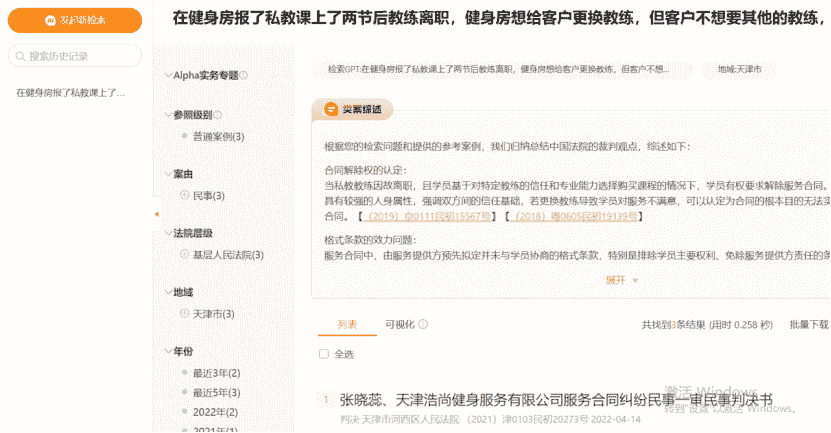 发起新检索
搜索历史记录
在健身房报了私教课上了...
在健身房报了私教课上了两节后教练离职，健身房想给客户更换教练，但客户不想要其他的教练，
Alpha实务专题
参照级别
普通案例(3)
案由
民事(3)
法院层级
基层人民法院(3)
地域
天津市(3)
年份
最近3年(2)
最近5年(3)
2022年(2)
2021年(1)
检索GPT:在健身房报了私教课上了两节后教练离职，健身房想给客户更换教练，但客户不想...
地域:天津市
类案综述
根据您的检索问题和提供的参考案例，我们归纳总结中国法院的裁判观点，综述如下：
合同解除权的认定：
当私教教练因故离职，且学员基于对特定教练的信任和专业能力选择购买课程的情况下，学员有权要求解除服务合同。
具有较强的人身属性，强调双方间的信任基础，若更换教练导致学员对服务不满意，可以认定为合同的根本目的无法实
合同。【（2019）京0111民初15567号】【（2018）粤0605民初19139号】
格式条款的效力问题：
服务合同中，由服务提供方预先拟定并未与学员协商的格式条款，特别是排除学员主要权利、免除服务提供方责任的条
展开
列表 可视化
共找到3条结果 (用时 0.258 秒) 批量下载
全选
1 张晓蕊、天津浩尚健身服务有限公司服务合同纠纷民事一审民事判决书
判决 天津市河西区人民法院 （2021）津0103民初20273号 2022-04-14
激活 Windows
转到"设置"以激活 Windows。